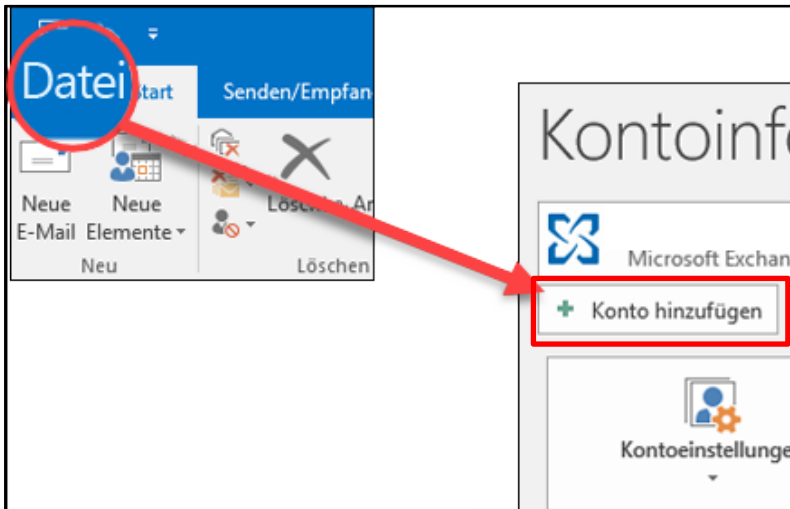 Datei
Start
Senden/Empfan
Neue
E-Mail
Neue
Elemente
Neu
Löschen
Kontoinf
Microsoft Exchan
+ Konto hinzufügen
Kontoeinstellunge